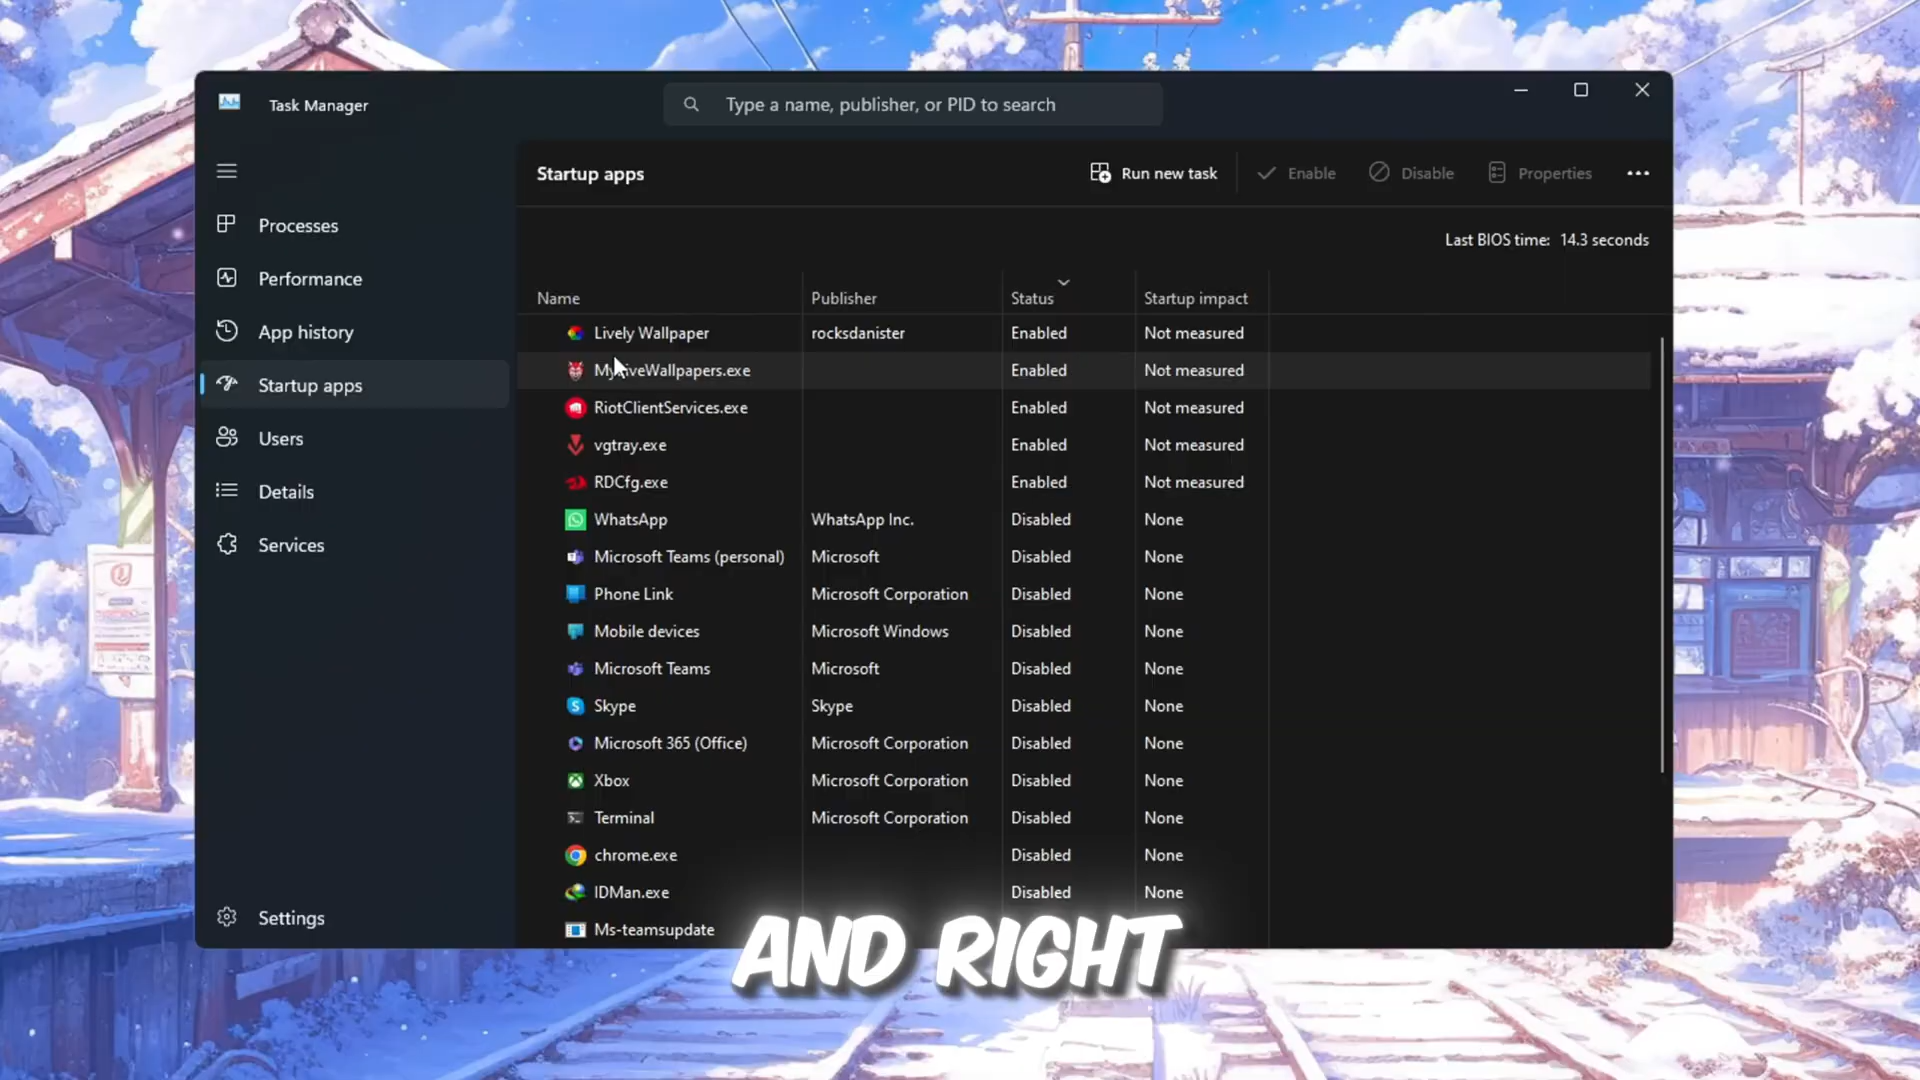 Task Manager
Type a name, publisher, or PID to search
Startup apps
Run new task
Enable
Disable
Properties
Last BIOS time: 14.3 seconds
Processes
Performance
App history
Startup apps
Users
Details
Services
Settings
Name Publisher Status Startup impact
Lively Wallpaper rocksdanister Enabled Not measured
MyLiveWallpapers.exe Enabled Not measured
RiotClientServices.exe Enabled Not measured
vgtray.exe Enabled Not measured
RDCfg.exe Enabled Not measured
WhatsApp WhatsApp Inc. Disabled None
Microsoft Teams (personal) Microsoft Disabled None
Phone Link Microsoft Corporation Disabled None
Mobile devices Microsoft Windows Disabled None
Microsoft Teams Microsoft Disabled None
Skype Skype Disabled None
Microsoft 365 (Office) Microsoft Corporation Disabled None
Xbox Microsoft Corporation Disabled None
Terminal Microsoft Corporation Disabled None
chrome.exe Disabled None
IDMan.exe Disabled None
Ms-teamsupdate
AND RIGHT